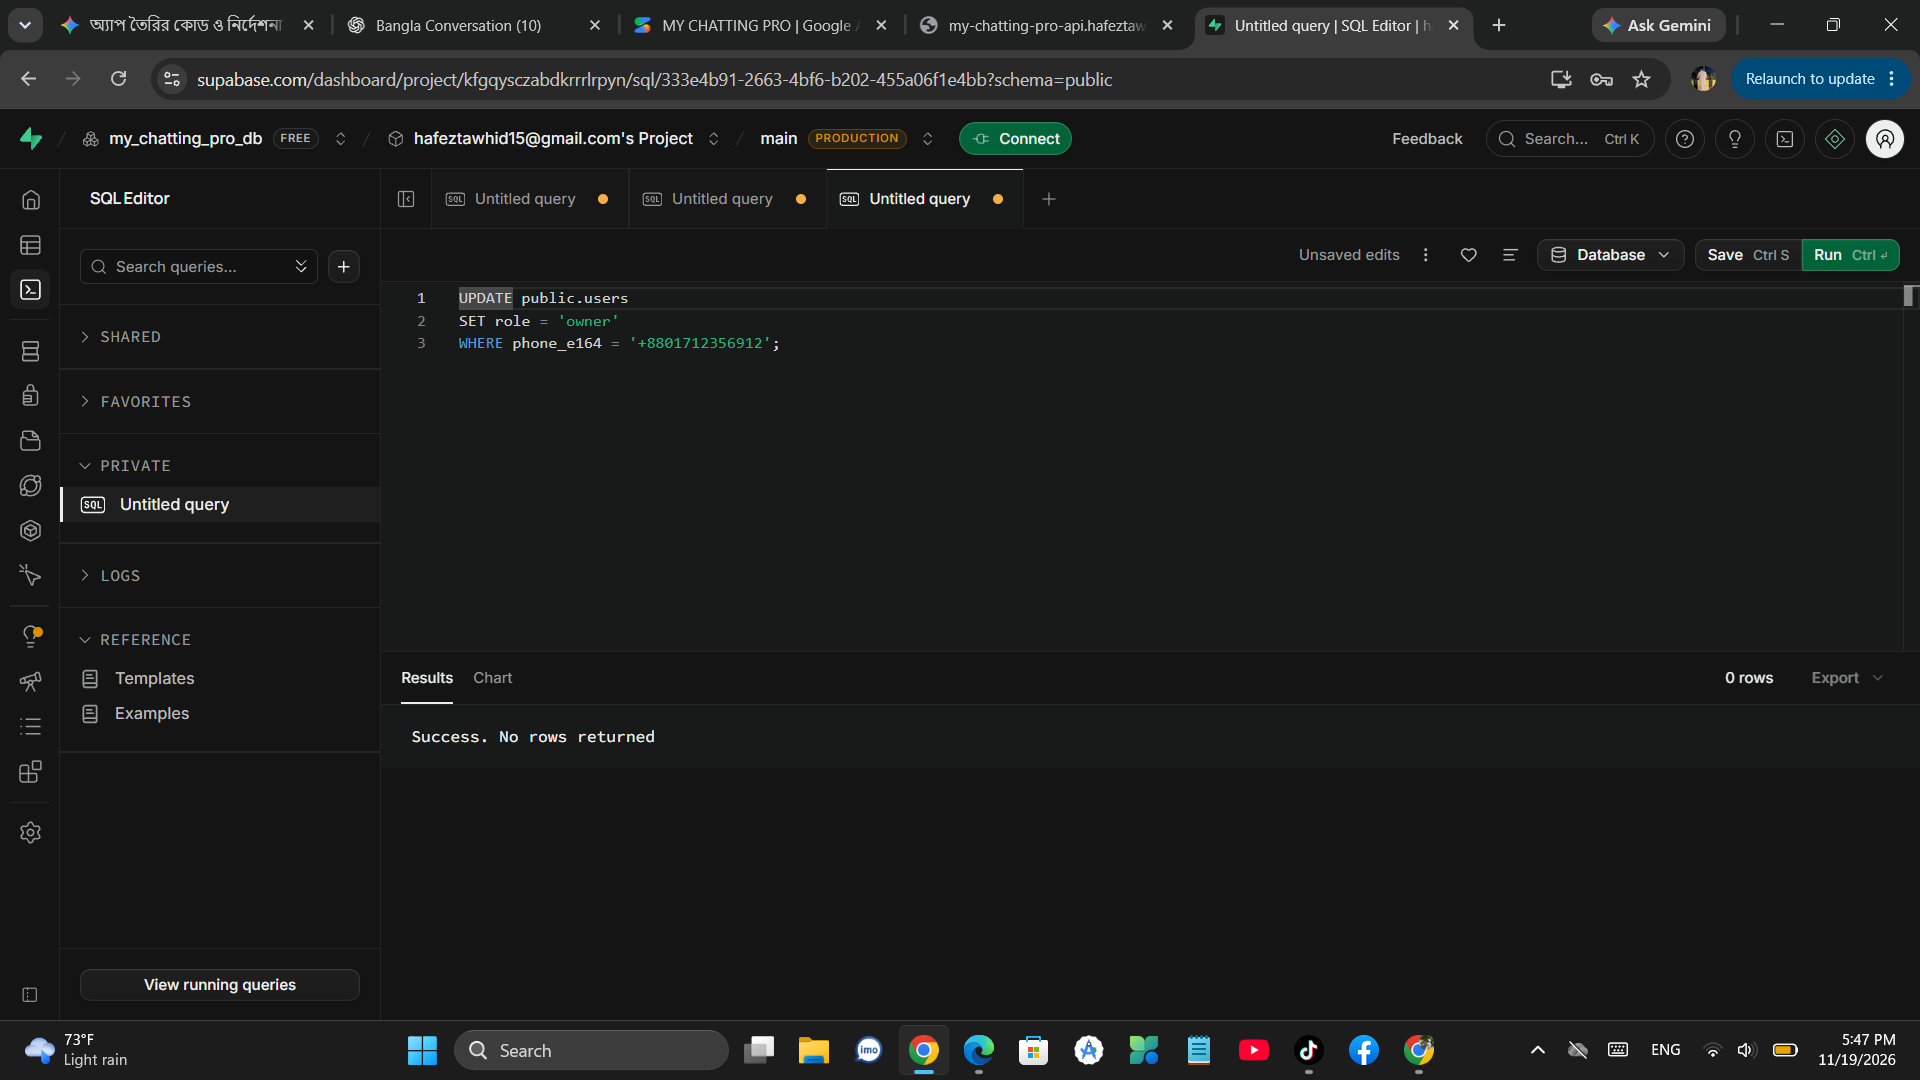 অ্যাপ তৈরির কোড ও নির্দেশনা
Bangla Conversation (10)
MY CHATTING PRO | Google
my-chatting-pro-api.hafeztaw
Untitled query | SQL Editor | h
Ask Gemini
supabase.com/dashboard/project/kfgqysczabdkrrrlrpyn/sql/333e4b91-2663-4bf6-b202-455a06f1e4bb?schema=public
Relaunch to update
my_chatting_pro_db FREE
hafeztawhid15@gmail.com's Project
main PRODUCTION
Connect
Feedback
Search... Ctrl K
SQL Editor
SQL Untitled query
SQL Untitled query
SQL Untitled query
Search queries...
Unsaved edits
Database
Save Ctrl S
Run Ctrl
1 UPDATE public.users
2 SET role = 'owner'
3 WHERE phone_e164 = '+8801712356912';
SHARED
FAVORITES
PRIVATE
SQL Untitled query
LOGS
REFERENCE
Templates
Examples
View running queries
Results Chart
0 rows Export
Success. No rows returned
73°F
Light rain
Search
imo
ENG
5:47 PM
11/19/2026